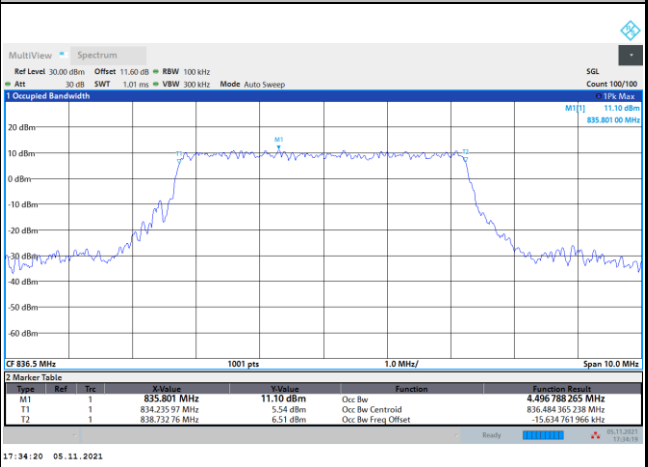 MultiView Spectrum
Ref Level 30.00 dBm Offset 11.60 dB RBW 100 kHz SGL
Att 30 dB SWT 1.01 ms VBW 300 kHz Mode Auto Sweep Count 100/100
1 Occupied Bandwidth 1Pk Max
M1[1] 11.10 dBm
835.801 00 MHz
20 dBm
M1
10 dBm
T1
T2
0 dBm
-10 dBm
-20 dBm
-30 dBm
-40 dBm
-50 dBm
-60 dBm
CF 836.5 MHz 1001 pts 1.0 MHz/ Span 10.0 MHz
2 Marker Table
Type Ref Trc X-Value Y-Value Function Function Result
M1 1 835.801 MHz 11.10 dBm Occ Bw 4.496 788 265 MHz
T1 1 834.235 97 MHz 5.54 dBm Occ Bw Centroid 836.484 365 238 MHz
T2 1 838.732 76 MHz 6.51 dBm Occ Bw Freq Offset -15.634 761 966 kHz
Ready 05.11.2021
17:34:19
17:34:20 05.11.2021